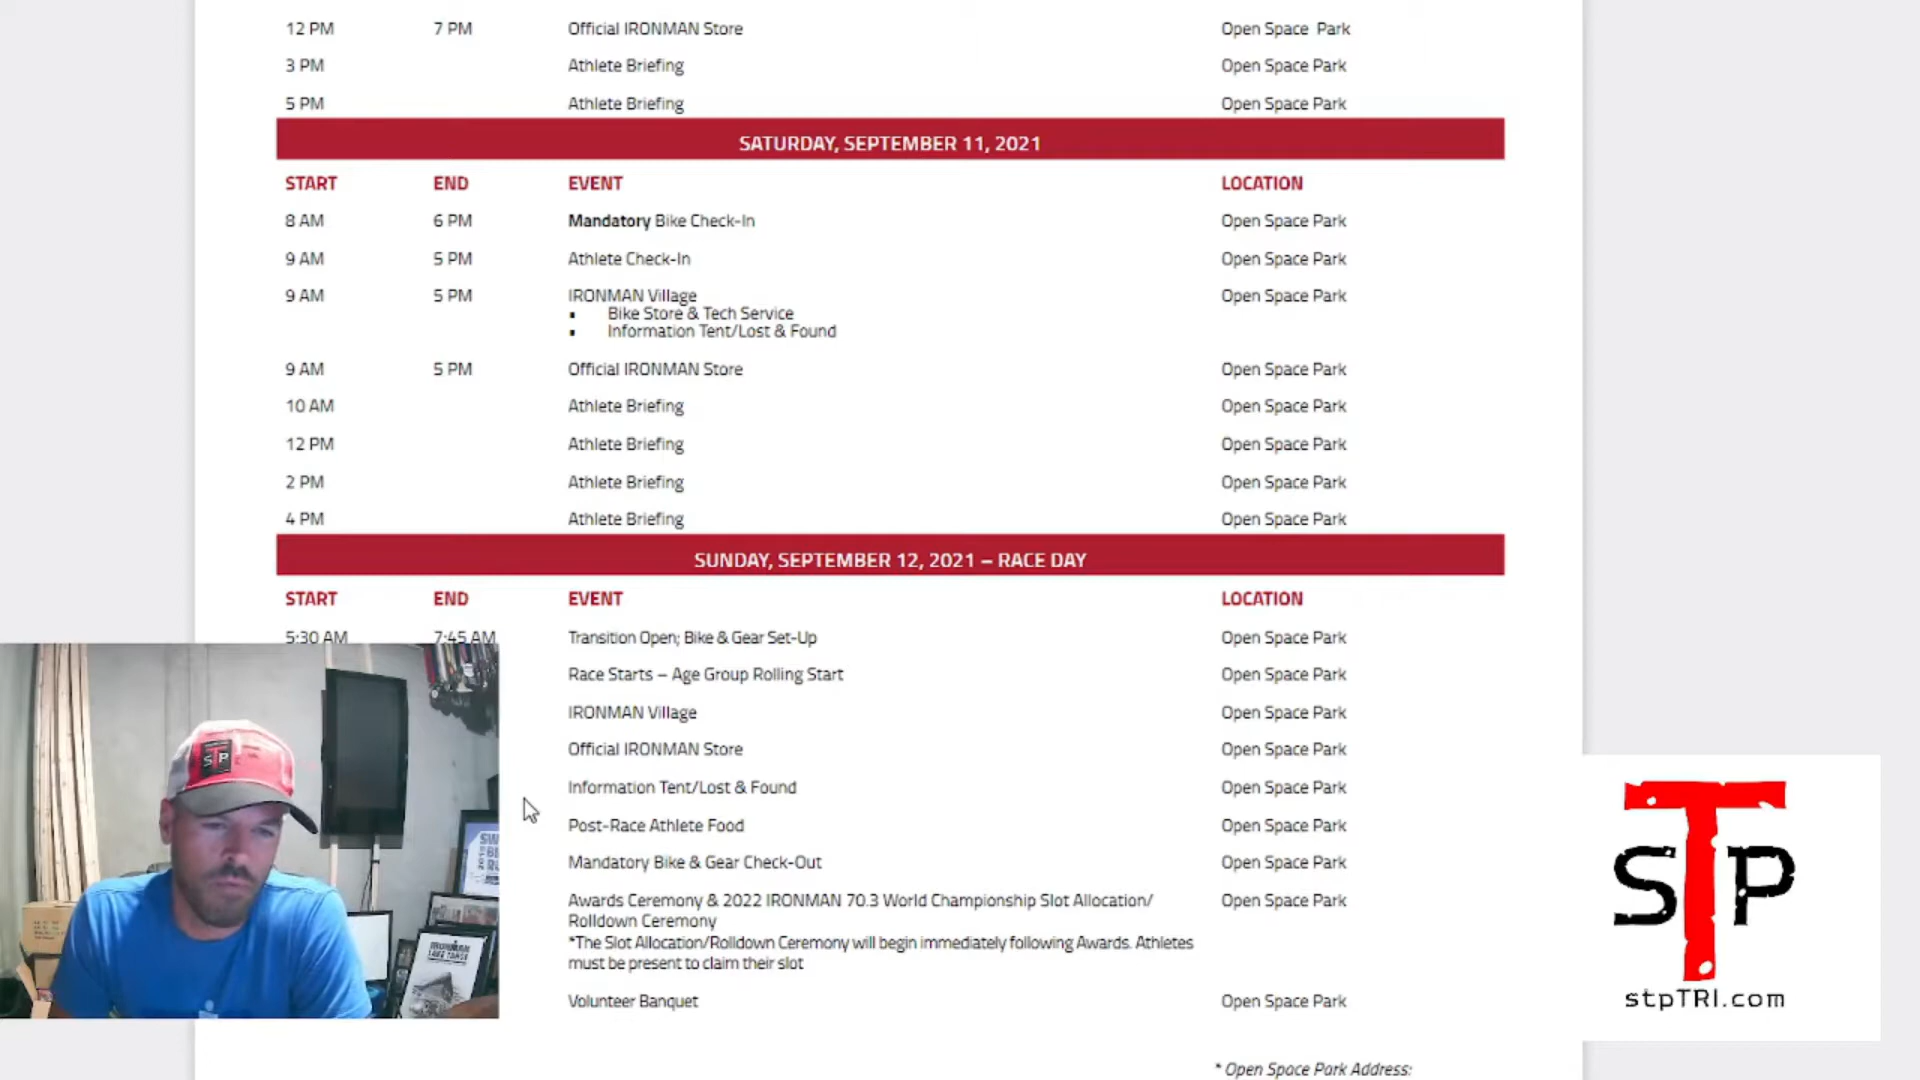 12 PM 7 PM Official IRONMAN Store Open Space Park
3 PM Athlete Briefing Open Space Park
5 PM Athlete Briefing Open Space Park
SATURDAY, SEPTEMBER 11, 2021
START END EVENT LOCATION
8 AM 6 PM Mandatory Bike Check-In Open Space Park
9 AM 5 PM Athlete Check-In Open Space Park
9 AM 5 PM IRONMAN Village Open Space Park
▪ Bike Store & Tech Service
▪ Information Tent/Lost & Found
9 AM 5 PM Official IRONMAN Store Open Space Park
10 AM Athlete Briefing Open Space Park
12 PM Athlete Briefing Open Space Park
2 PM Athlete Briefing Open Space Park
4 PM Athlete Briefing Open Space Park
SUNDAY, SEPTEMBER 12, 2021 – RACE DAY
START END EVENT LOCATION
5:30 AM 7:45 AM Transition Open; Bike & Gear Set-Up Open Space Park
Race Starts – Age Group Rolling Start Open Space Park
IRONMAN Village Open Space Park
Official IRONMAN Store Open Space Park
Information Tent/Lost & Found Open Space Park
Post-Race Athlete Food Open Space Park
Mandatory Bike & Gear Check-Out Open Space Park
Awards Ceremony & 2022 IRONMAN 70.3 World Championship Slot Allocation/ Open Space Park
Rolldown Ceremony
*The Slot Allocation/Rolldown Ceremony will begin immediately following Awards. Athletes
must be present to claim their slot
Volunteer Banquet Open Space Park
* Open Space Park Address:
STP
IRONMAN
LAKE TAHOE
STP
stpTRI.com